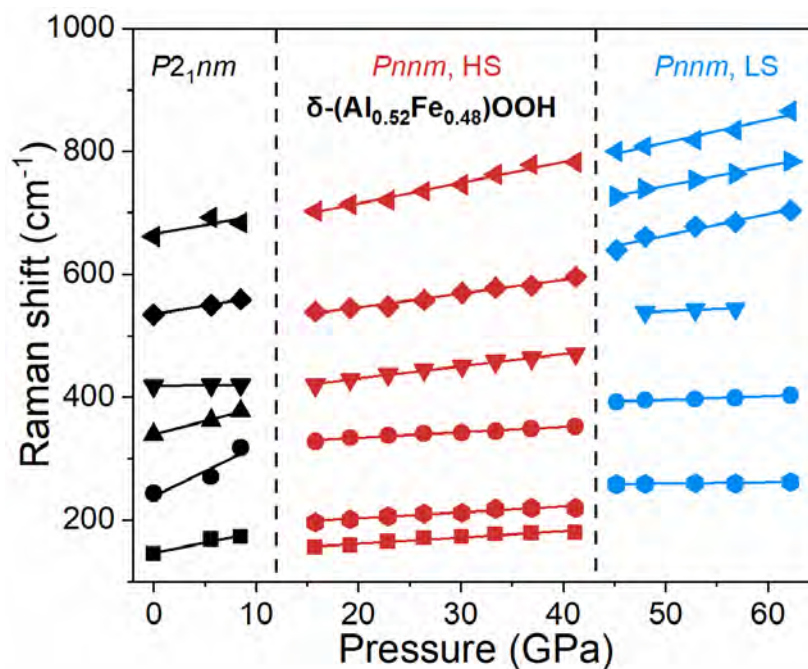 1000
800
600
400
200
Raman shift (cm⁻¹)
P2₁nm
Pnnm, HS
Pnnm, LS
δ-(Al₀.₅₂Fe₀.₄₈)OOH
0 10 20 30 40 50 60
Pressure (GPa)